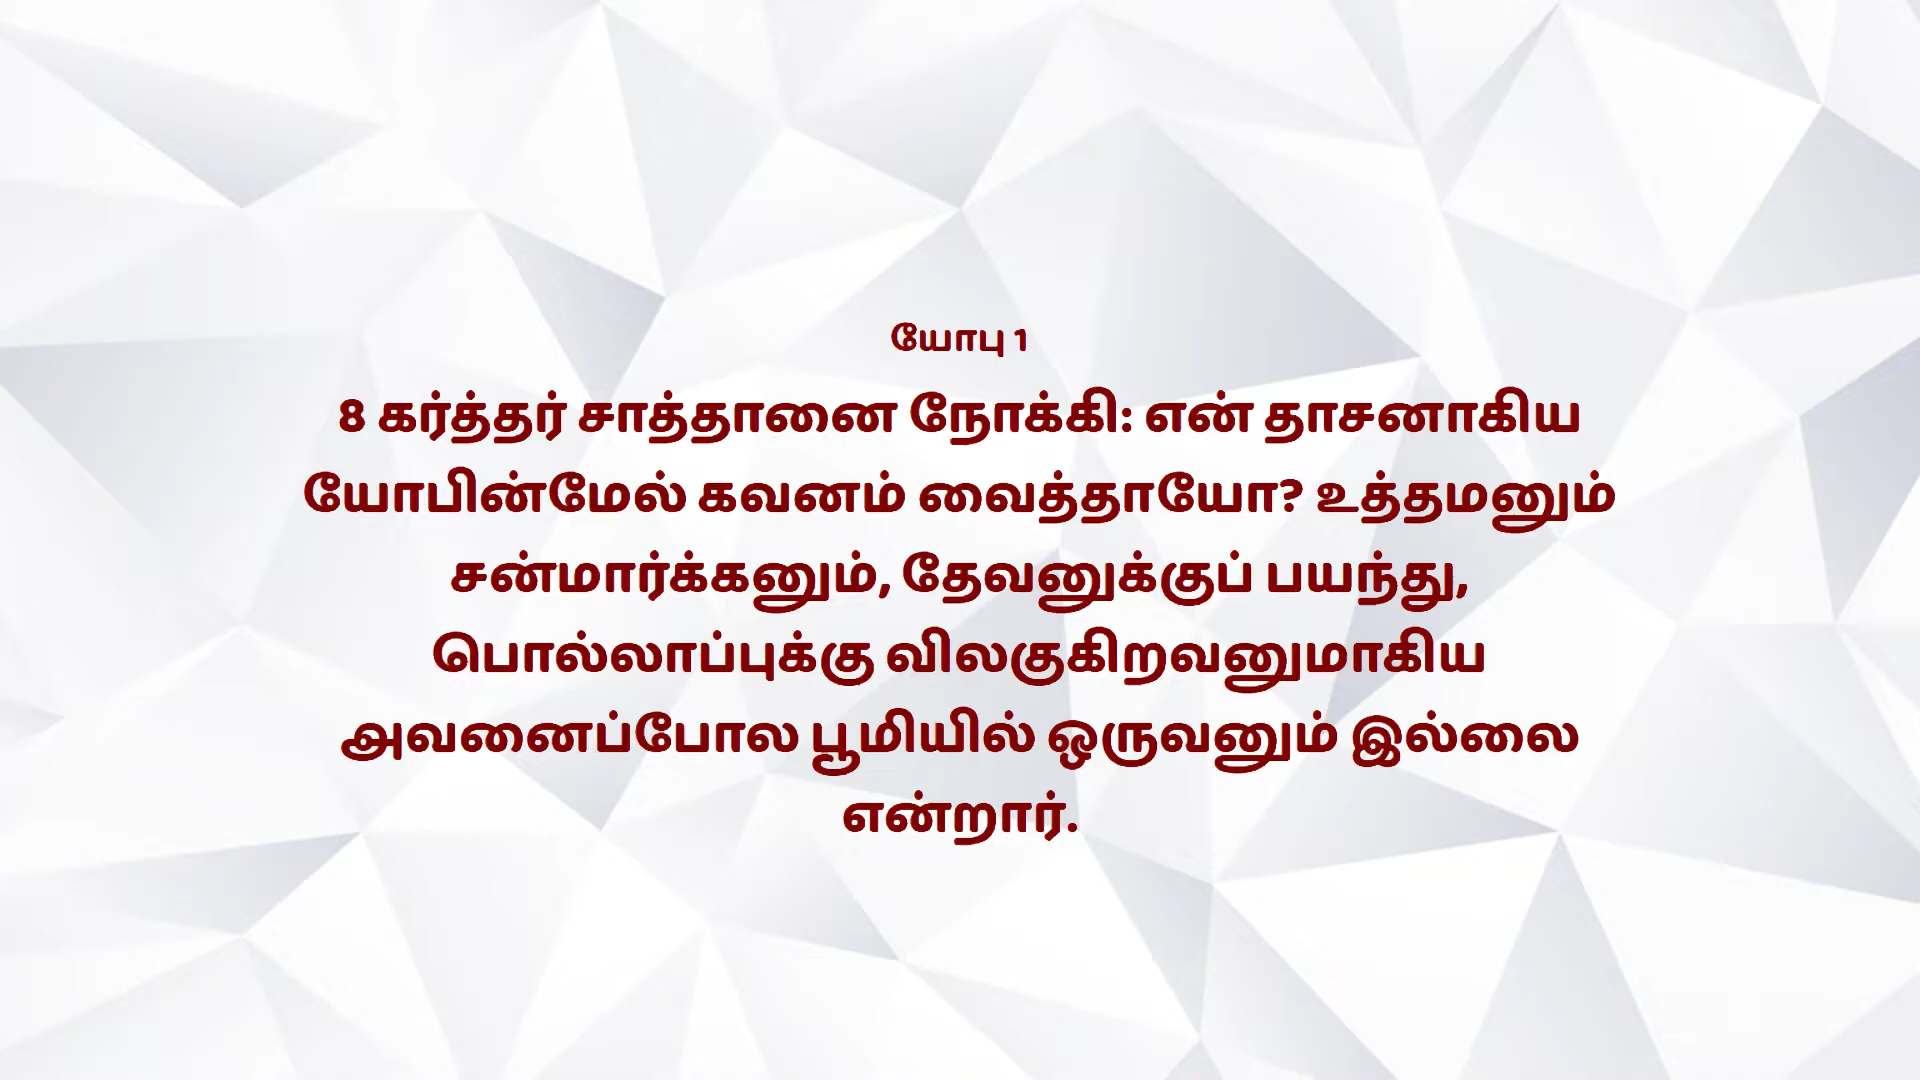 யோபு 1
8 கர்த்தர் சாத்தானை நோக்கி: என் தாசனாகிய
யோபின்மேல் கவனம் வைத்தாயோ? உத்தமனும்
சன்மார்க்கனும், தேவனுக்குப் பயந்து,
பொல்லாப்புக்கு விலகுகிறவனுமாகிய
அவனைப்போல பூமியில் ஒருவனும் இல்லை
என்றார்.